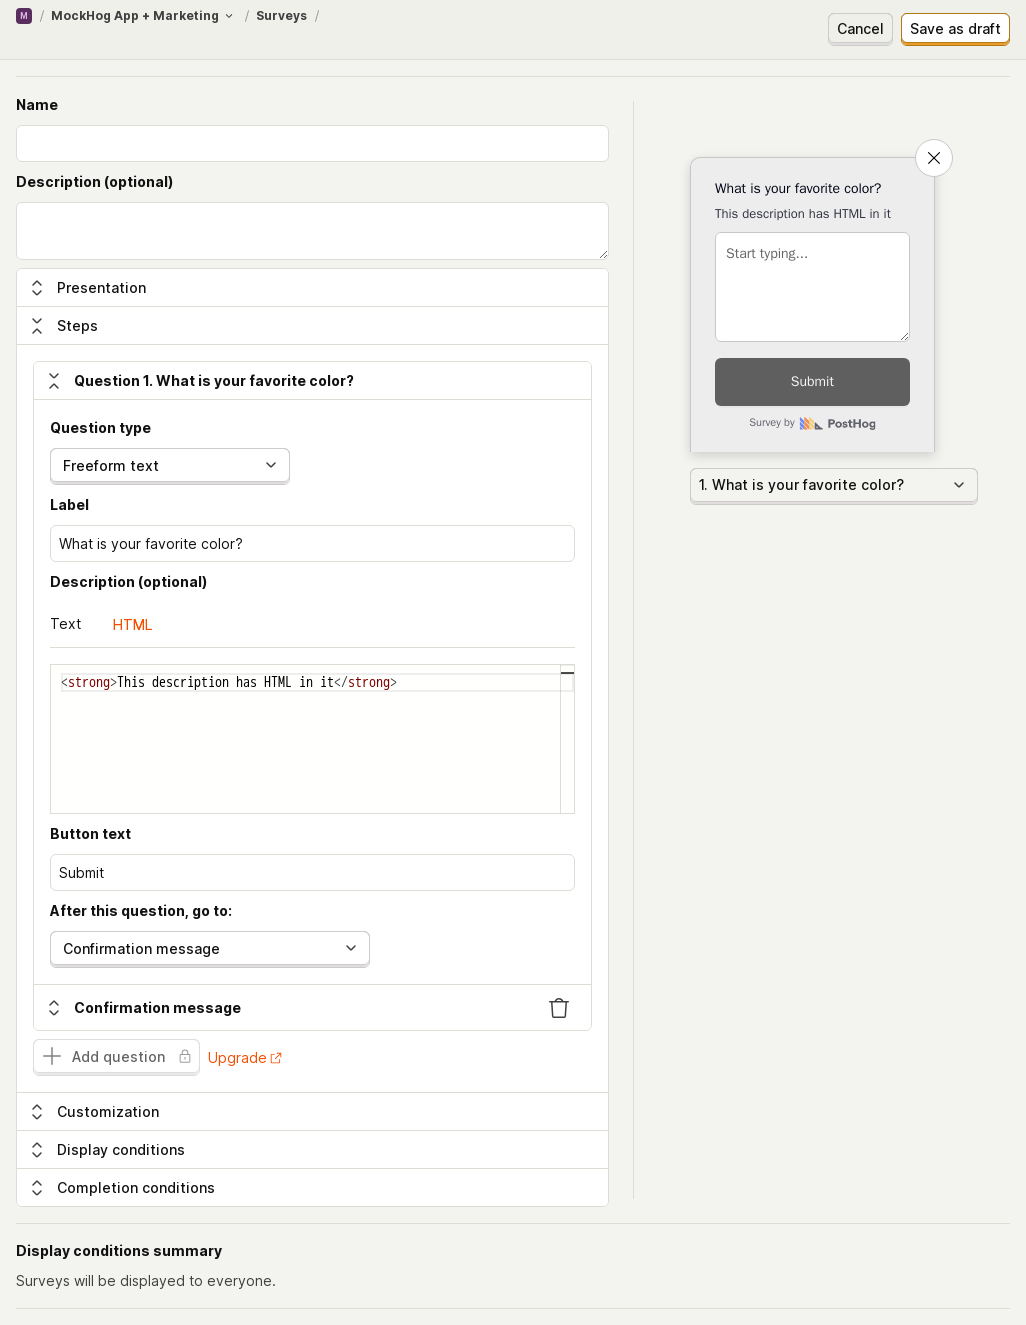 M / MockHog App + Marketing / Surveys /
Cancel
Save as draft
Name
Description (optional)
Presentation
Steps
Question 1. What is your favorite color?
Question type
Freeform text
Label
What is your favorite color?
Description (optional)
Text HTML
<strong>This description has HTML in it</strong>
Button text
Submit
After this question, go to:
Confirmation message
Confirmation message
Add question Upgrade
Customization
Display conditions
Completion conditions
What is your favorite color?
This description has HTML in it
Start typing...
Submit
Survey by PostHog
1. What is your favorite color?
Display conditions summary
Surveys will be displayed to everyone.